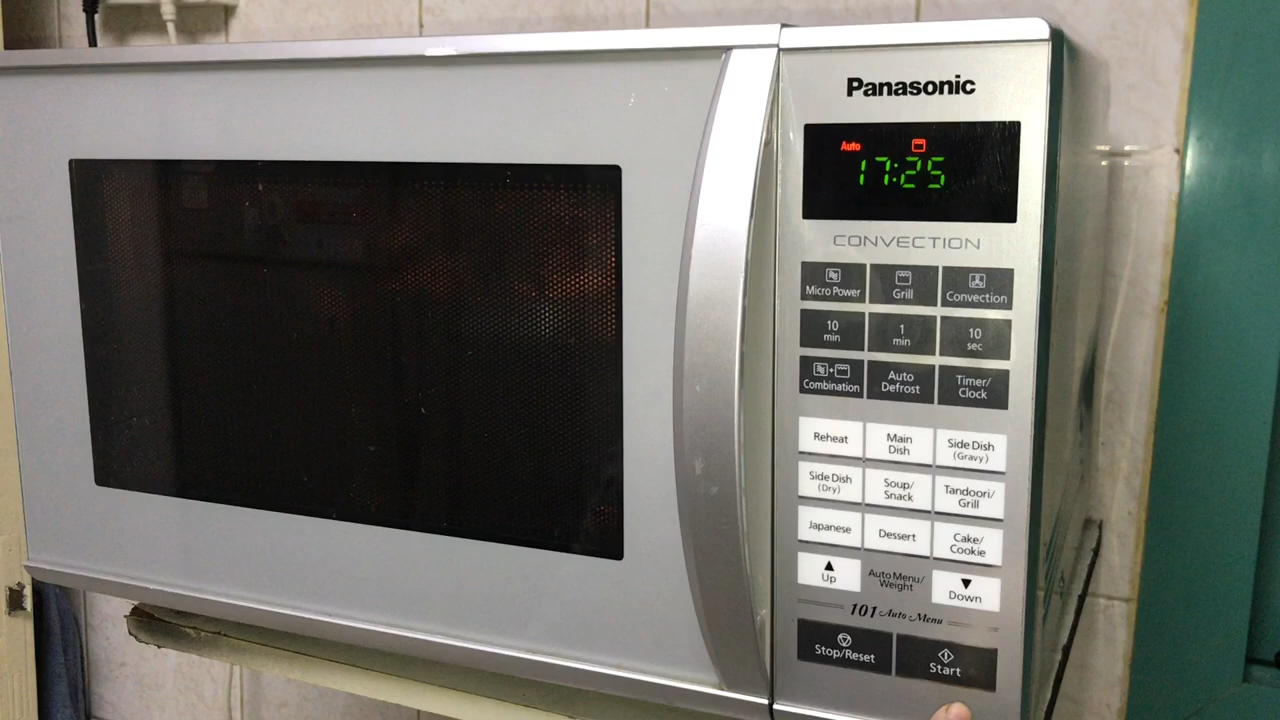 Panasonic
Auto
17:25
CONVECTION
Micro Power
Grill
Convection
10 min
1 min
10 sec
Combination
Auto Defrost
Timer/ Clock
Reheat
Main Dish
Side Dish (Gravy)
Side Dish (Dry)
Soup/ Snack
Tandoori/ Grill
Japanese
Dessert
Cake/ Cookie
Up
Auto Menu/ Weight
Down
101 Auto Menu
Stop/Reset
Start